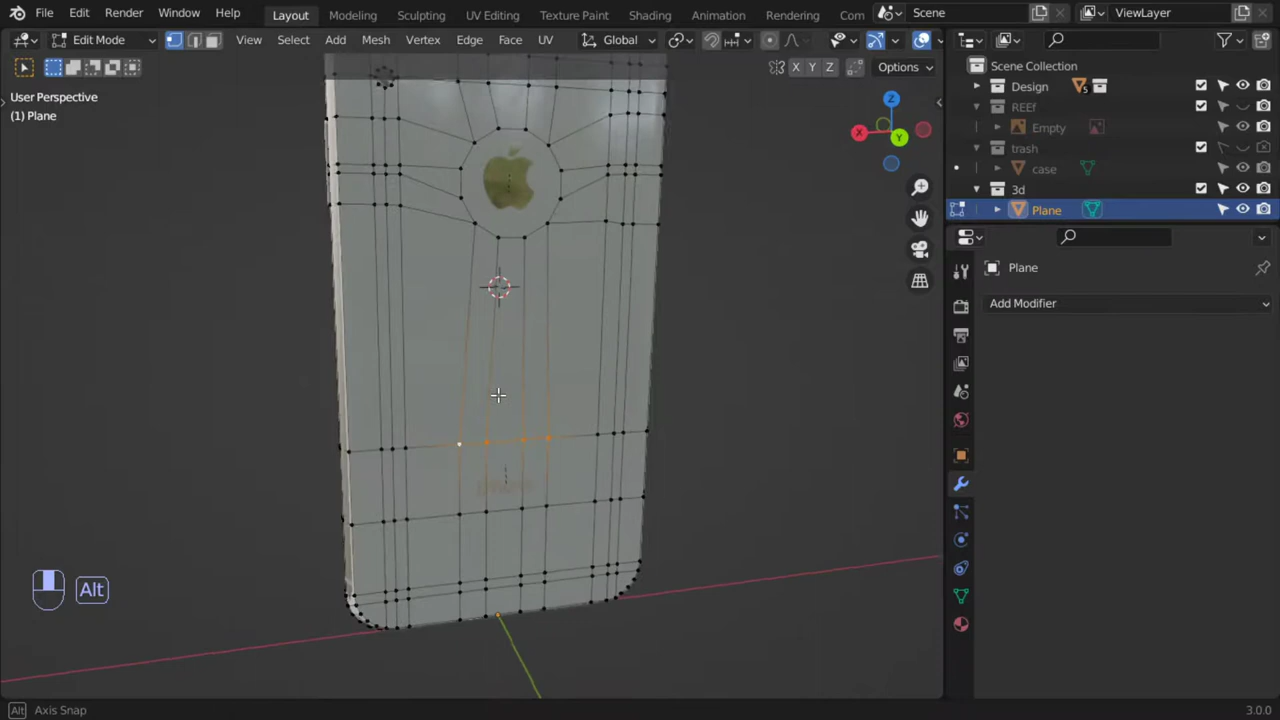 File Edit Render Window Help Layout Modeling Sculpting UV Editing Texture Paint Shading Animation Rendering Com Scene ViewLayer
Edit Mode View Select Add Mesh Vertex Edge Face UV Global
X Y Z Options
User Perspective
(1) Plane
Z
X
Y
Scene Collection
Design 5
REEf
Empty
trash
case
3d
Plane
Plane
Add Modifier
Alt
Alt Axis Snap 3.0.0